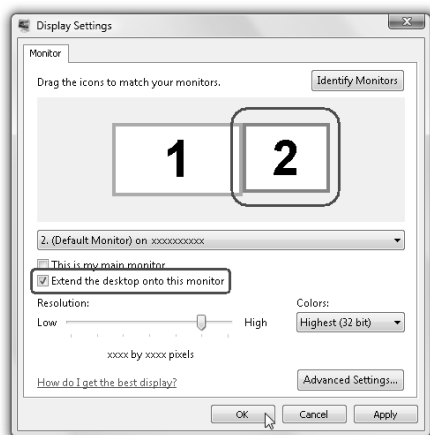 Display Settings
Monitor
Drag the icons to match your monitors.
Identify Monitors
1
2
2. (Default Monitor) on xxxxxxxxxx
This is my main monitor
Extend the desktop onto this monitor
Resolution:
Colors:
Low
High
Highest (32 bit)
xxxx by xxxx pixels
How do I get the best display?
Advanced Settings...
OK
Cancel
Apply